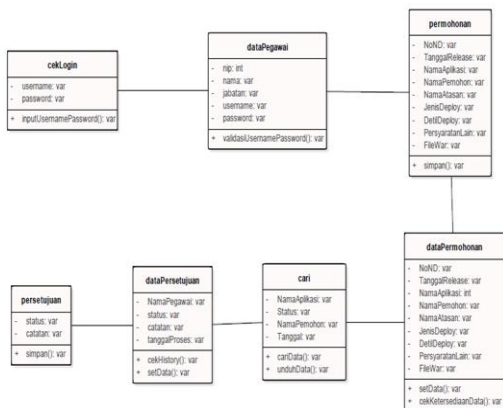 cekLogin
- username: var
- password: var
+ inputUsernamePassword(): var
dataPegawai
- nip: int
- nama: var
- jabatan: var
- username: var
- password: var
+ validasiUsernamePassword(): var
permohonan
- NoND: var
- TanggalRelease: var
- NamaAplikasi: var
- NamaPemohon: var
- NamaAtasan: var
- JenisDeploy: var
- DetilDeploy: var
- PersyaratanLain: var
- FileWar: var
+ simpan(): var
persetujuan
- status: var
- catatan: var
+ simpan(): var
dataPersetujuan
- NamaPegawai: var
- status: var
- catatan: var
- tanggalProses: var
+ cekHistory(): var
+ setData(): var
cari
- NamaAplikasi: var
- Status: var
- NamaPemohon: var
- Tanggal: var
+ cariData(): var
+ unduhData(): var
dataPermohonan
- NoND: var
- TanggalRelease: var
- NamaAplikasi: int
- NamaPemohon: var
- NamaAtasan: var
- JenisDeploy: var
- DetilDeploy: var
- PersyaratanLain: var
- FileWar: var
+ setData(): var
+ cekKetersediaanData(): var